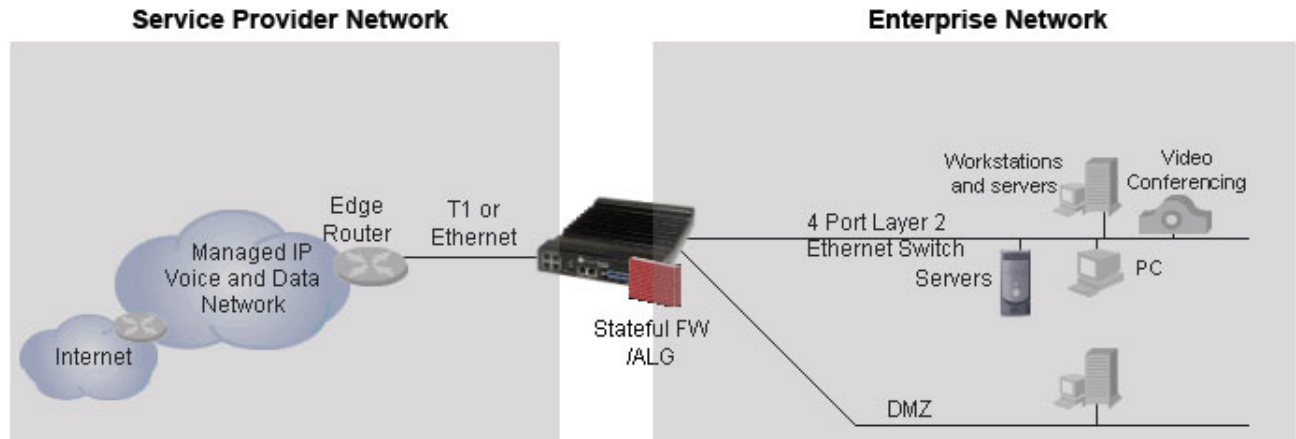 Service Provider Network
Enterprise Network
Edge
Router
T1 or
Ethernet
Managed IP
Voice and Data
Network
Internet
Stateful FW
/ALG
4 Port Layer 2
Ethernet Switch
Workstations
and servers
Video
Conferencing
Servers
PC
DMZ